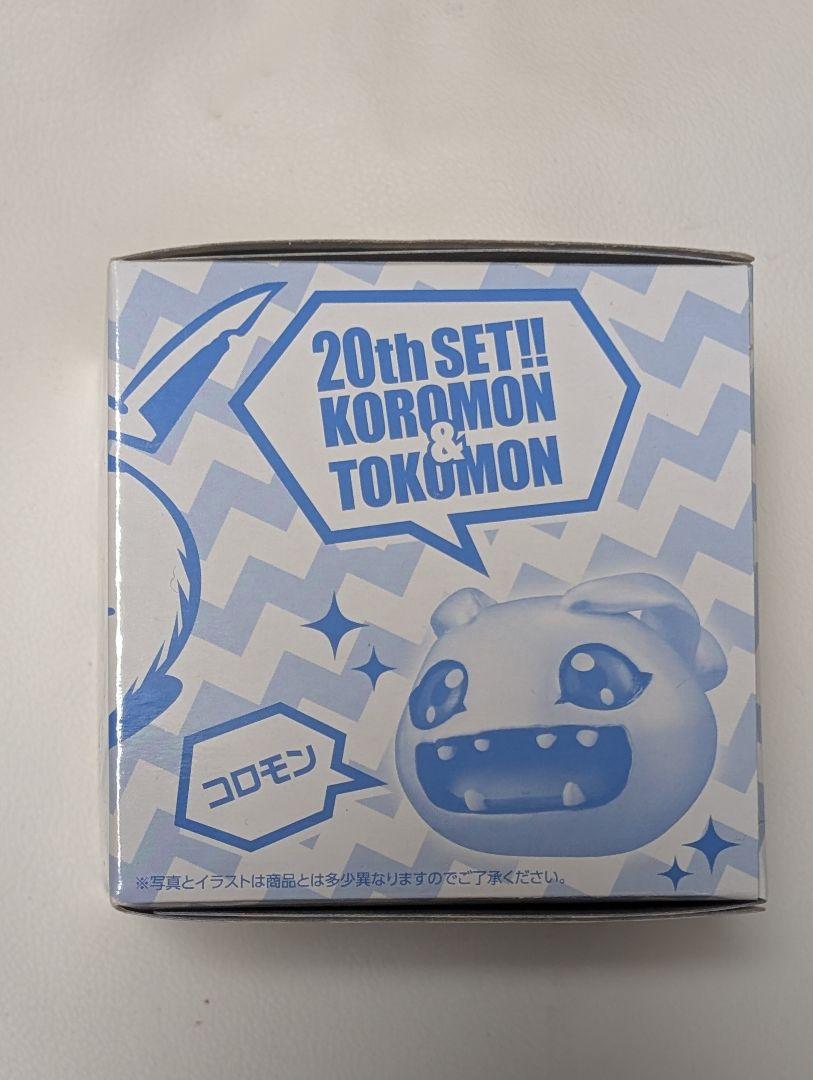 20th SET!!
KOROMON
&
TOKOMON
コロモン
※写真とイラストは商品とは多少異なりますのでご了承ください。